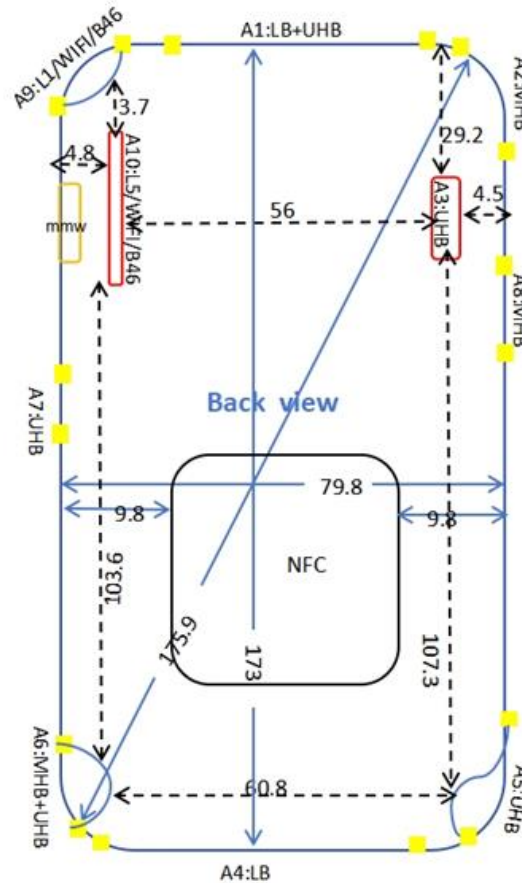 A1:LB+UHB
A9:L1/WIFI/B46
A2:MHB
3.7
29.2
4.8
A10:L5/WIFI/B46
A3:UHB
4.5
mmw
56
A8:MHB
Back view
A7:UHB
79.8
9.8
9.8
NFC
103.6
175.9
173
107.3
A6:MHB+UHB
60.8
A5:UHB
A4:LB